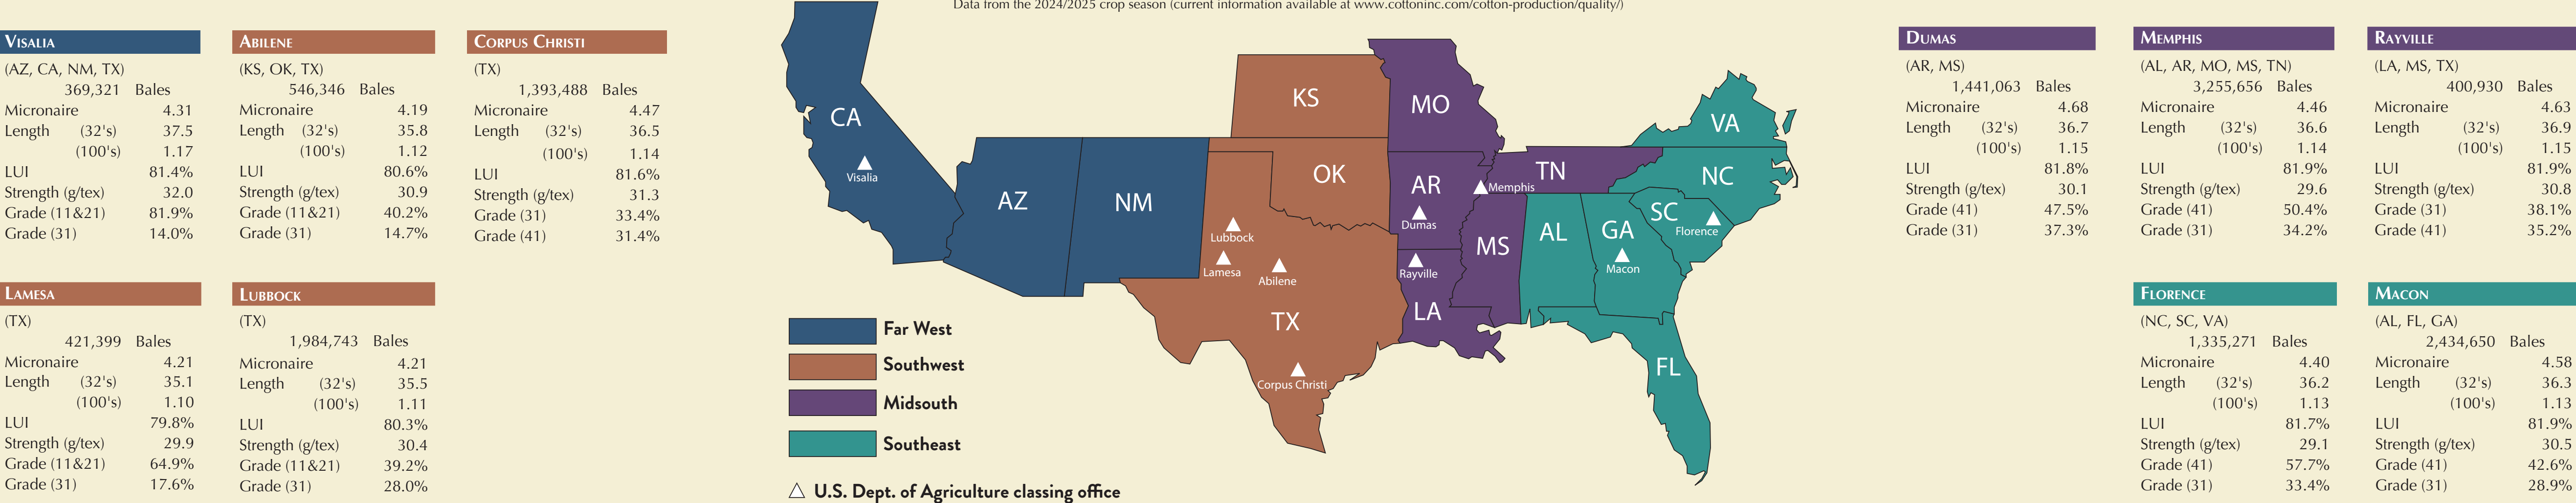 Data from the 2024/2025 crop season (current information available at www.cottoninc.com/cotton-production/quality/)
VISALIA
(AZ, CA, NM, TX)
369,321 Bales
Micronaire 4.31
Length (32's) 37.5
(100's) 1.17
LUI 81.4%
Strength (g/tex) 32.0
Grade (11&21) 81.9%
Grade (31) 14.0%
ABILENE
(KS, OK, TX)
546,346 Bales
Micronaire 4.19
Length (32's) 35.8
(100's) 1.12
LUI 80.6%
Strength (g/tex) 30.9
Grade (11&21) 40.2%
Grade (31) 14.7%
CORPUS CHRISTI
(TX)
1,393,488 Bales
Micronaire 4.47
Length (32's) 36.5
(100's) 1.14
LUI 81.6%
Strength (g/tex) 31.3
Grade (31) 33.4%
Grade (41) 31.4%
LAMESA
(TX)
421,399 Bales
Micronaire 4.21
Length (32's) 35.1
(100's) 1.10
LUI 79.8%
Strength (g/tex) 29.9
Grade (11&21) 64.9%
Grade (31) 17.6%
LUBBOCK
(TX)
1,984,743 Bales
Micronaire 4.21
Length (32's) 35.5
(100's) 1.11
LUI 80.3%
Strength (g/tex) 30.4
Grade (11&21) 39.2%
Grade (31) 28.0%
CA
Visalia
AZ
NM
KS
OK
Lubbock
Lamesa
Abilene
TX
Corpus Christi
MO
AR
Dumas
Memphis
TN
Rayville
LA
MS
AL
GA
Macon
SC
Florence
NC
VA
FL
Far West
Southwest
Midsouth
Southeast
U.S. Dept. of Agriculture classing office
DUMAS
(AR, MS)
1,441,063 Bales
Micronaire 4.68
Length (32's) 36.7
(100's) 1.15
LUI 81.8%
Strength (g/tex) 30.1
Grade (41) 47.5%
Grade (31) 37.3%
MEMPHIS
(AL, AR, MO, MS, TN)
3,255,656 Bales
Micronaire 4.46
Length (32's) 36.6
(100's) 1.14
LUI 81.9%
Strength (g/tex) 29.6
Grade (41) 50.4%
Grade (31) 34.2%
RAYVILLE
(LA, MS, TX)
400,930 Bales
Micronaire 4.63
Length (32's) 36.9
(100's) 1.15
LUI 81.9%
Strength (g/tex) 30.8
Grade (31) 38.1%
Grade (41) 35.2%
FLORENCE
(NC, SC, VA)
1,335,271 Bales
Micronaire 4.40
Length (32's) 36.2
(100's) 1.13
LUI 81.7%
Strength (g/tex) 29.1
Grade (41) 57.7%
Grade (31) 33.4%
MACON
(AL, FL, GA)
2,434,650 Bales
Micronaire 4.58
Length (32's) 36.3
(100's) 1.13
LUI 81.9%
Strength (g/tex) 30.5
Grade (41) 42.6%
Grade (31) 28.9%